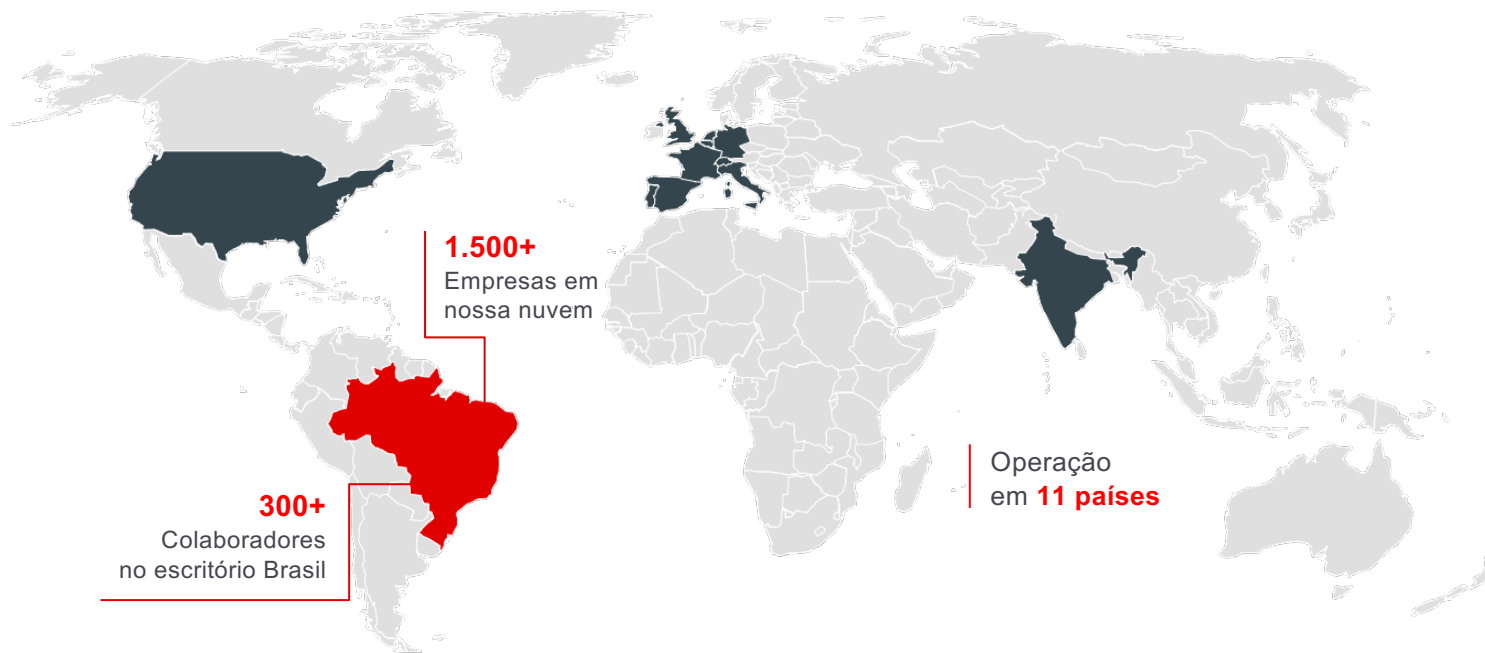 1.500+
Empresas em
nossa nuvem
300+
Colaboradores
no escritório Brasil
Operação
em 11 países